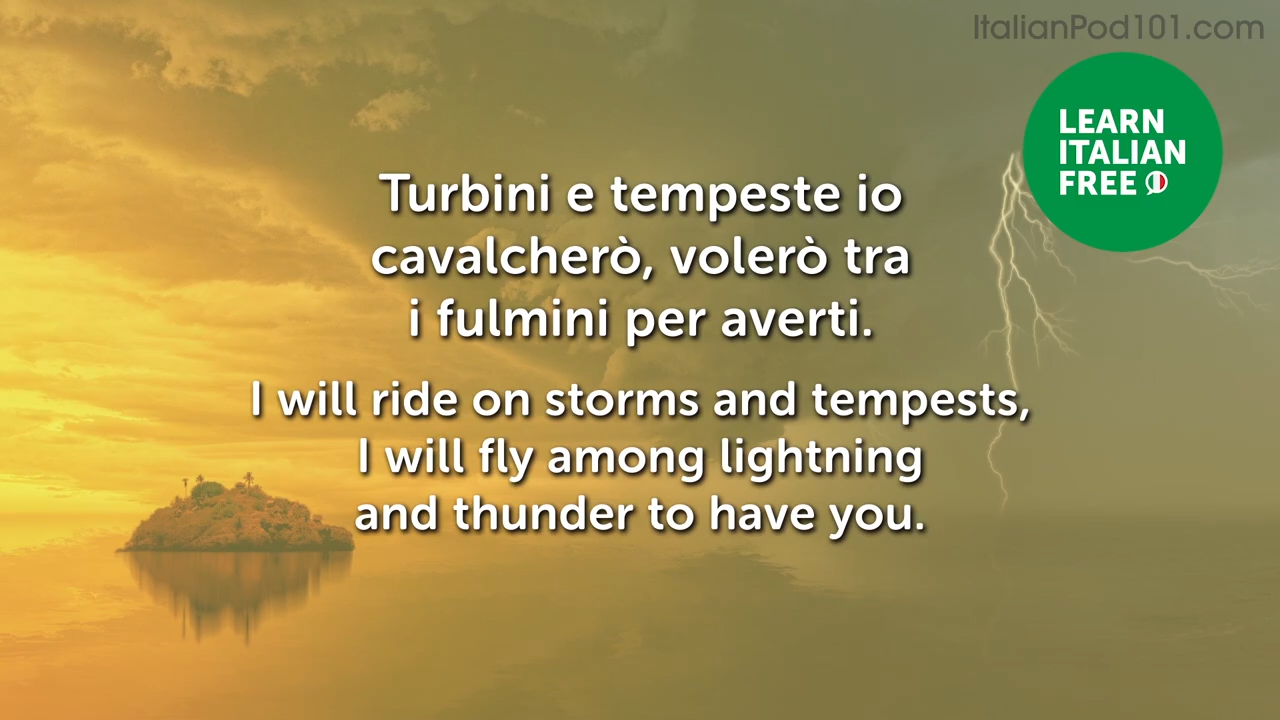 ItalianPod101.com
LEARN
ITALIAN
FREE
Turbini e tempeste io
cavalcherò, volerò tra
i fulmini per averti.
I will ride on storms and tempests,
I will fly among lightning
and thunder to have you.